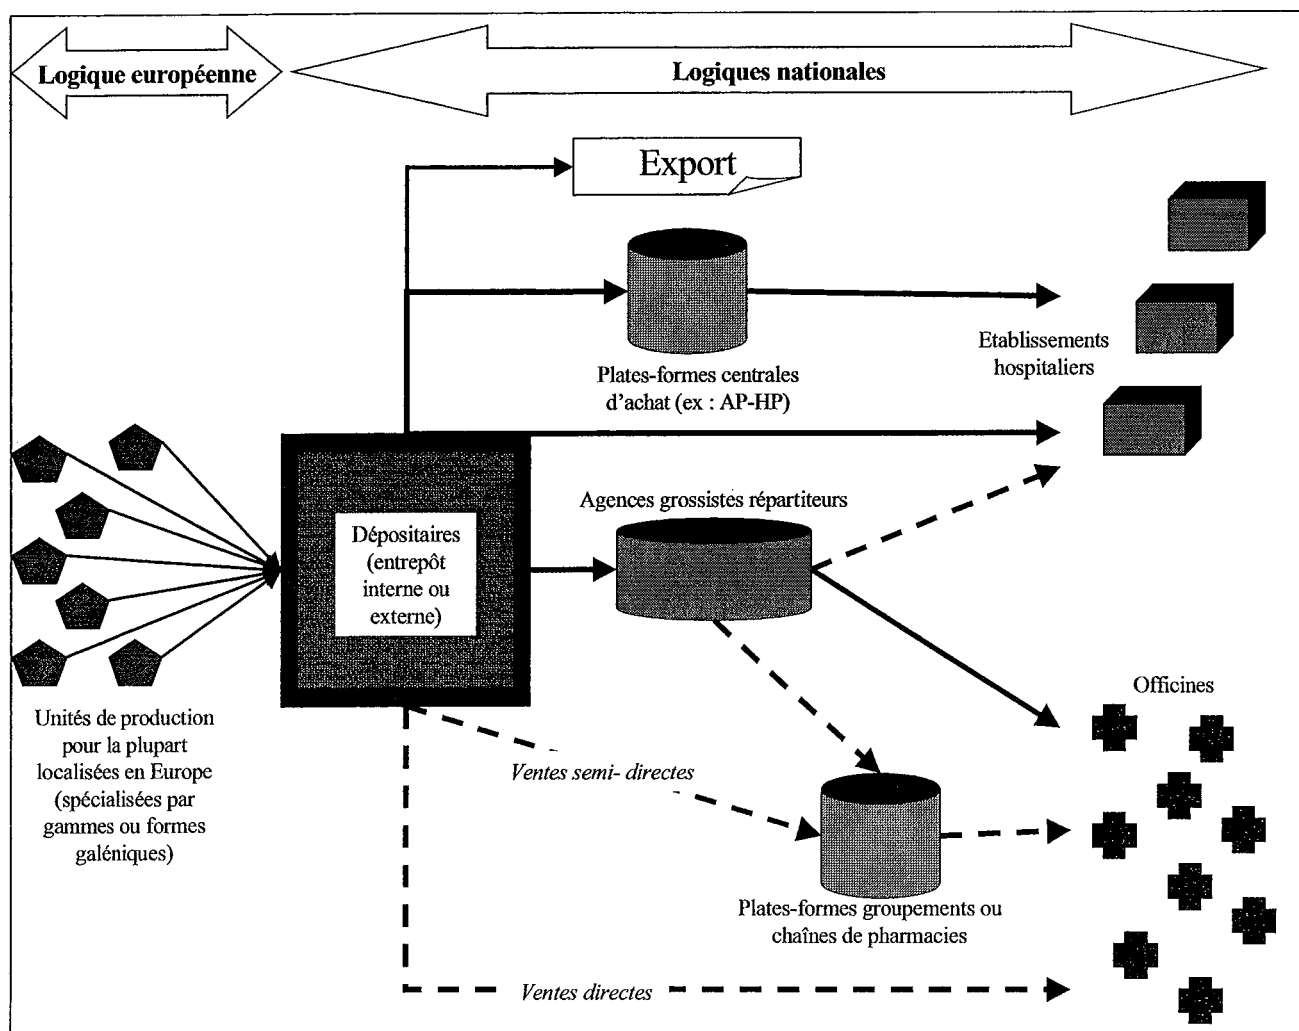 Logique européenne
Logiques nationales
Export
Plates-formes centrales
d'achat (ex : AP-HP)
Etablissements
hospitaliers
Agences grossistes répartiteurs
Dépositaires
(entrepôt
interne ou
externe)
Unités de production
pour la plupart
localisées en Europe
(spécialisées par
gammes ou formes
galéniques)
Officines
Ventes semi- directes
Plates-formes groupements ou
chaînes de pharmacies
Ventes directes